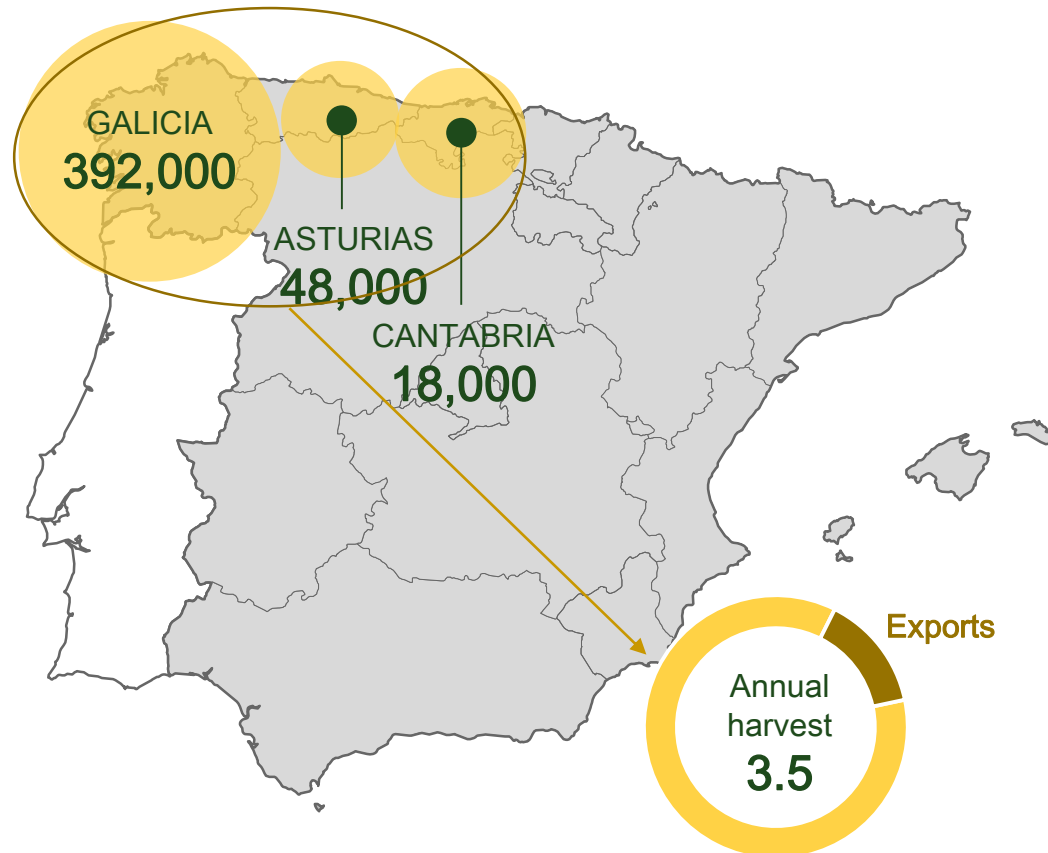 GALICIA
392,000
ASTURIAS
48,000
CANTABRIA
18,000
Exports
Annual
harvest
3.5